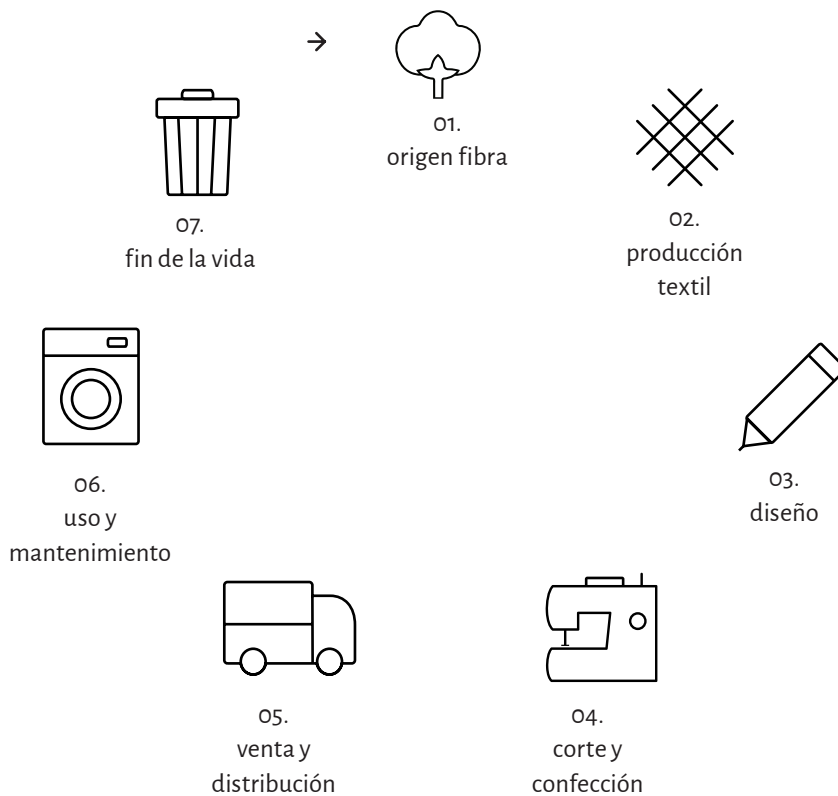 01.
origen fibra
02.
producción
textil
03.
diseño
04.
corte y
confección
05.
venta y
distribución
06.
uso y
mantenimiento
07.
fin de la vida